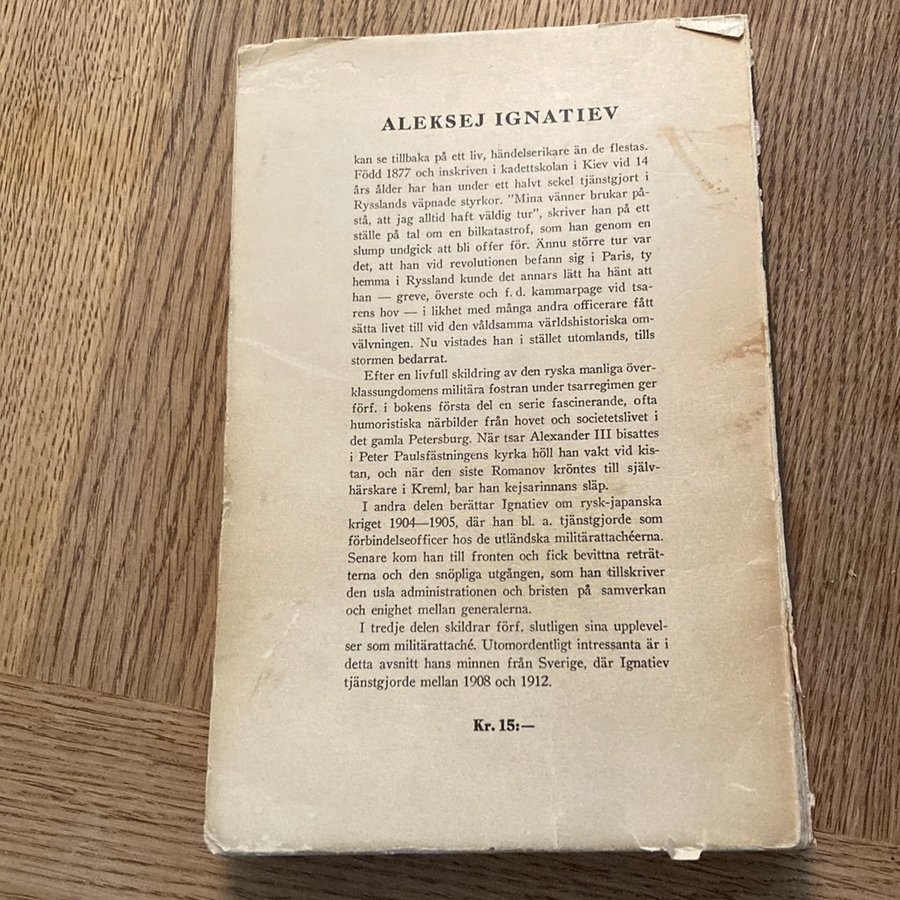 ALEKSEJ IGNATIEV
kan se tillbaka på ett liv, händelserikare än de flestas.
Född 1877 och inskriven i kadettskolan i Kiev vid 14
års ålder har han under ett halvt sekel tjänstgjort i
Rysslands väpnade styrkor. "Mina vänner brukar på-
stå, att jag alltid haft väldig tur", skriver han på ett
ställe på tal om en bilkatastrof, som han genom en
slump undgick att bli offer för. Ännu större tur var
det, att han vid revolutionen befann sig i Paris, ty
hemma i Ryssland kunde det annars lätt ha hänt att
han — greve, överste och f. d. kammarpage vid tsa-
rens hov — i likhet med många andra officerare fått
sätta livet till vid den våldsamma världshistoriska om-
välvningen. Nu vistades han i stället utomlands, tills
stormen bedarrat.
Efter en livfull skildring av den ryska manliga över-
klassungdomens militära fostran under tsarregimen ger
förf. i bokens första del en serie fascinerande, ofta
humoristiska närbilder från hovet och societetslivet i
det gamla Petersburg. När tsar Alexander III bisattes
i Peter Paulsfästningens kyrka höll han vakt vid kis-
tan, och när den siste Romanov kröntes till själv-
härskare i Kreml, bar han kejsarinnans släp.
I andra delen berättar Ignatiev om rysk-japanska
kriget 1904—1905, där han bl. a. tjänstgjorde som
förbindelseofficer hos de utländska militärattachéerna.
Senare kom han till fronten och fick bevittna reträt-
terna och den snöpliga utgången, som han tillskriver
den usla administrationen och bristen på samverkan
och enighet mellan generalerna.
I tredje delen skildrar förf. slutligen sina upplevel-
ser som militärattaché. Utomordentligt intressanta är i
detta avsnitt hans minnen från Sverige, där Ignatiev
tjänstgjorde mellan 1908 och 1912.
Kr. 15:—